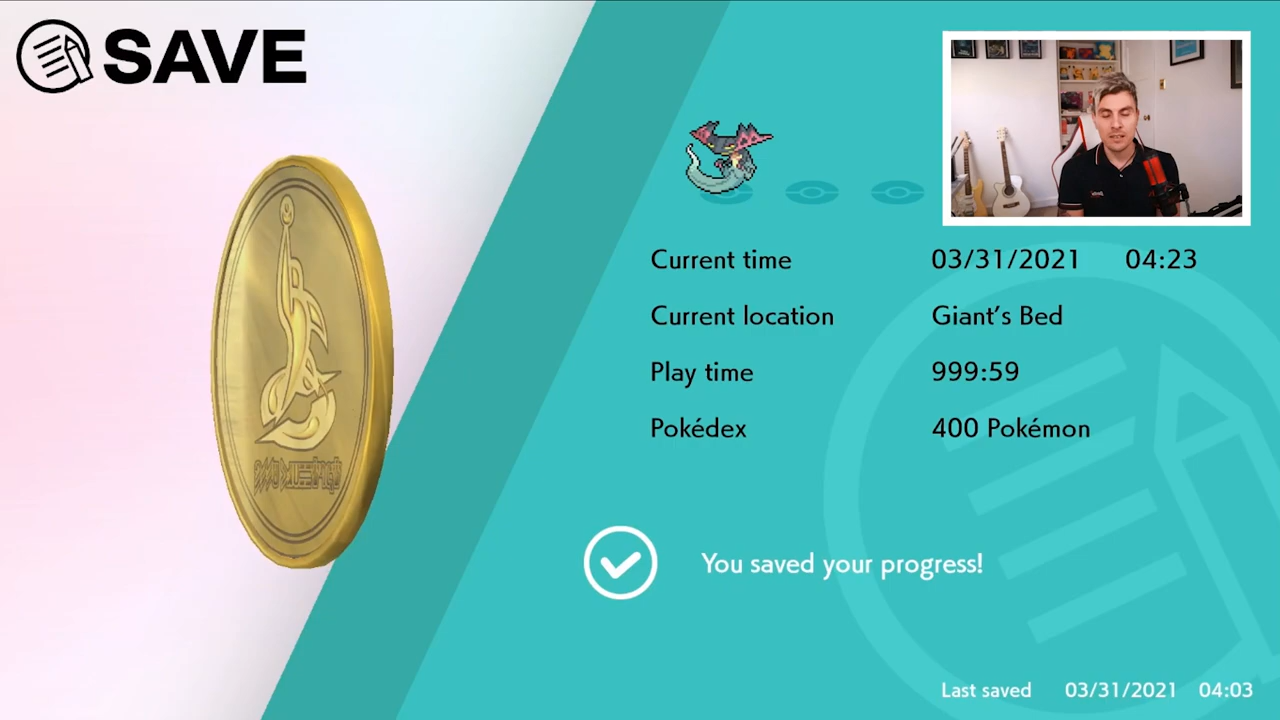 SAVE
Current time 03/31/2021 04:23
Current location Giant's Bed
Play time 999:59
Pokédex 400 Pokémon
You saved your progress!
Last saved 03/31/2021 04:03